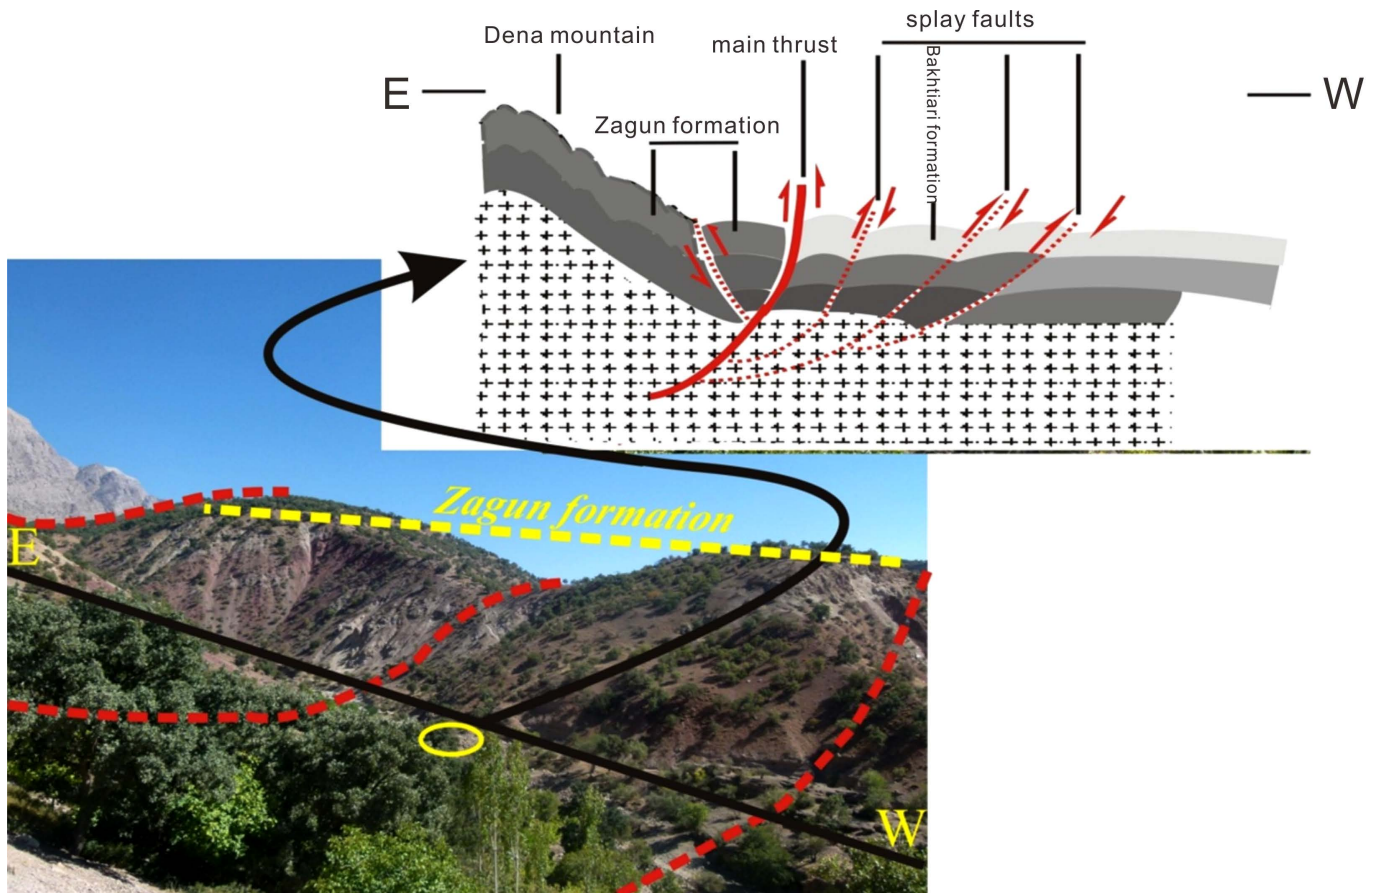 splay faults
Dena mountain
main thrust
Bakhtiari formation
E
W
Zagun formation
Zagun formation
E
W